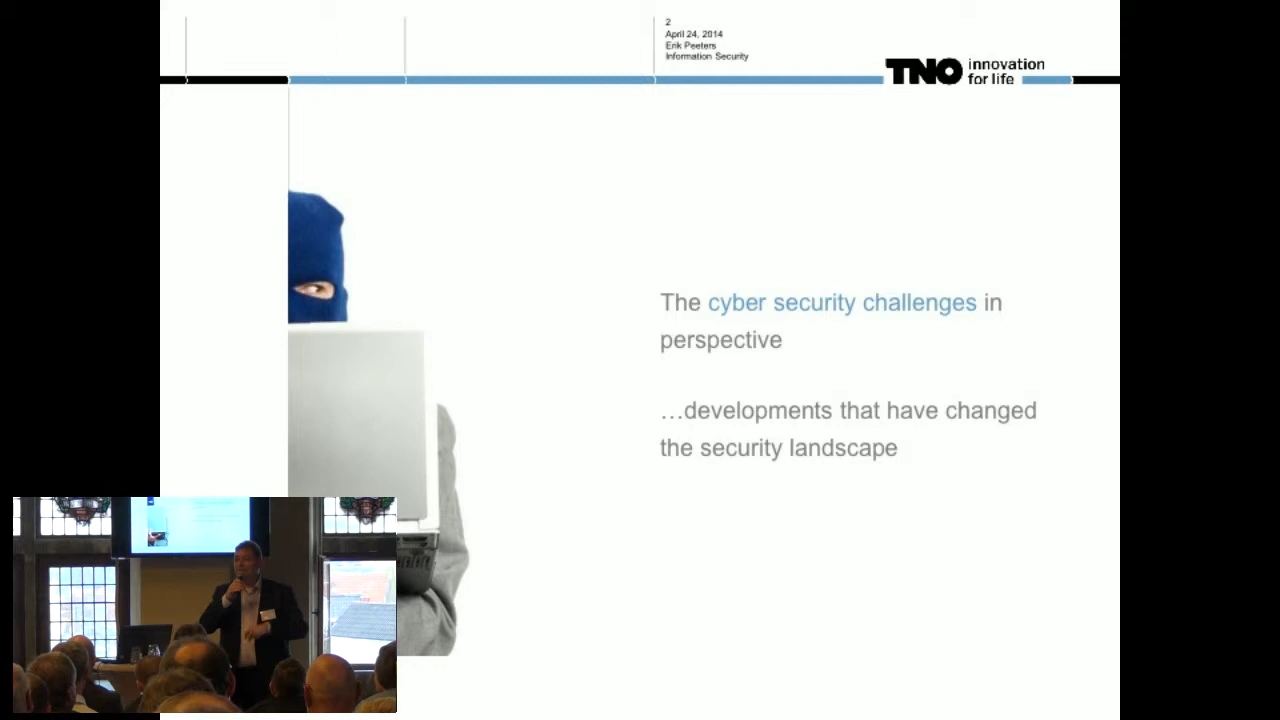 2
April 24, 2014
Erik Peeters
Information Security
TNO innovation
for life
The cyber security challenges in
perspective
…developments that have changed
the security landscape